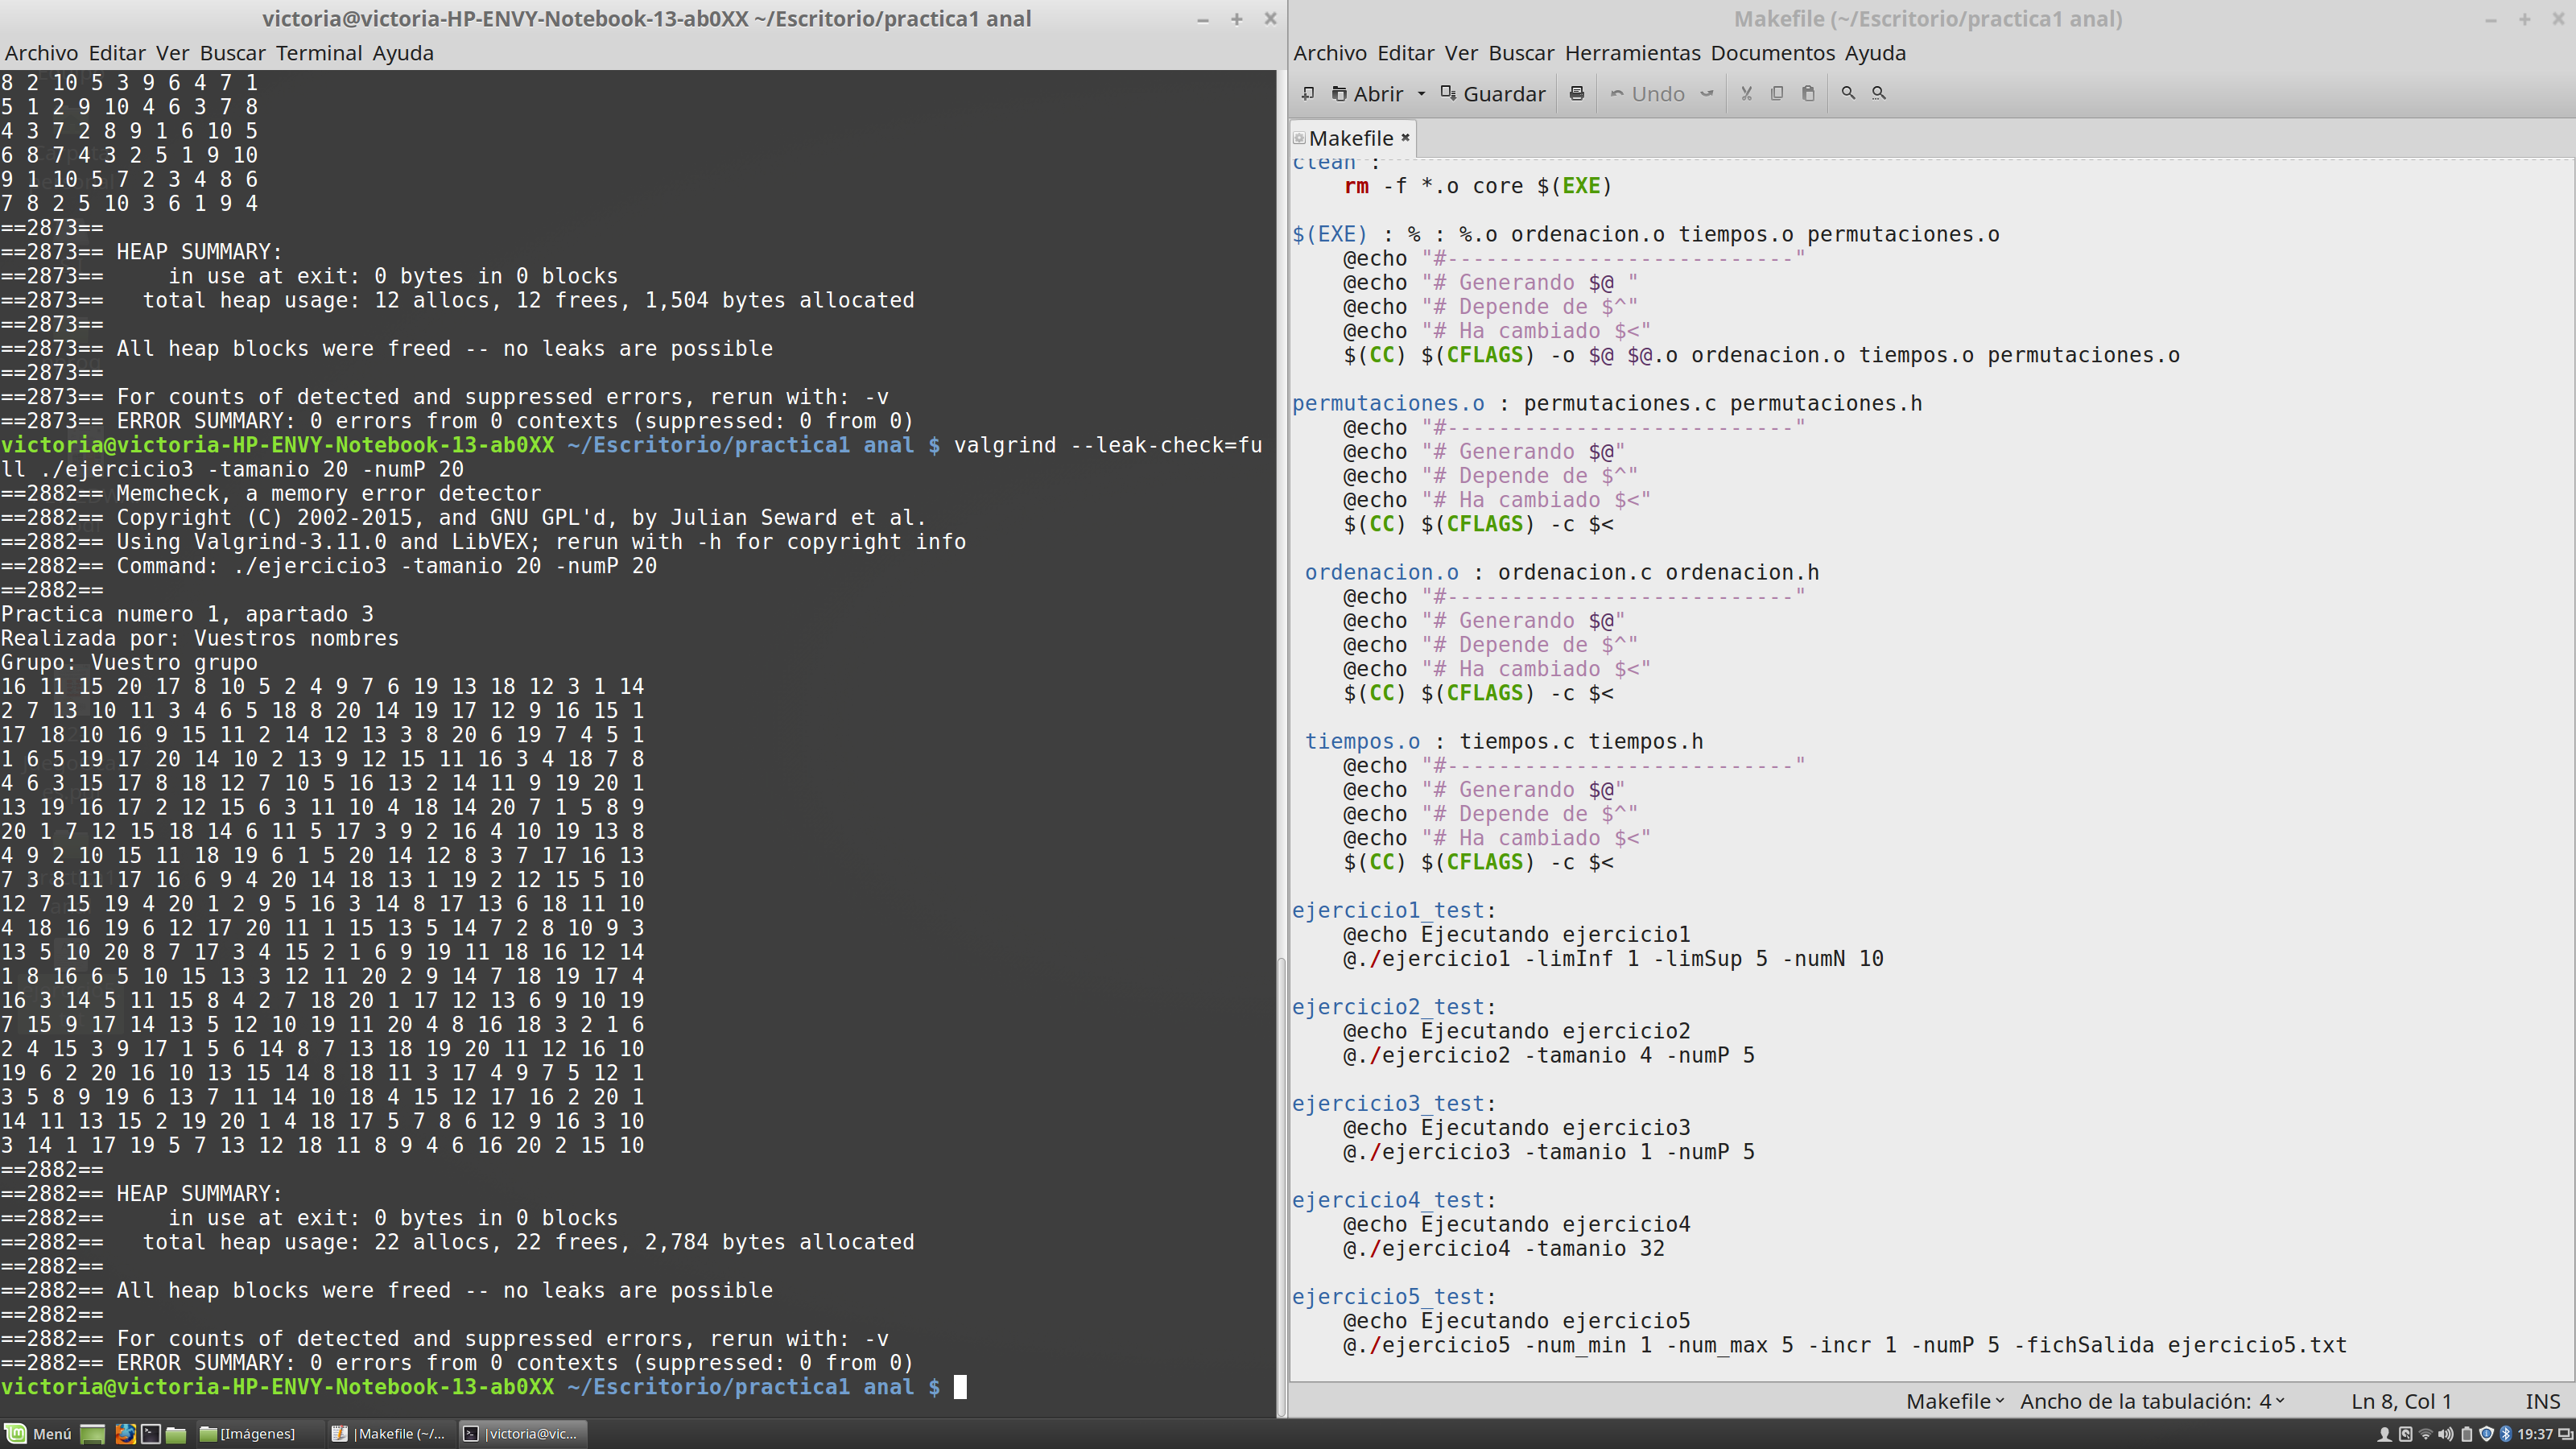 victoria@victoria-HP-ENVY-Notebook-13-ab0XX ~/Escritorio/practica1 anal
Archivo Editar Ver Buscar Terminal Ayuda
8 2 10 5 3 9 6 4 7 1
5 1 2 9 10 4 6 3 7 8
4 3 7 2 8 9 1 6 10 5
6 8 7 4 3 2 5 1 9 10
9 1 10 5 7 2 3 4 8 6
7 8 2 5 10 3 6 1 9 4
==2873==
==2873== HEAP SUMMARY:
==2873==     in use at exit: 0 bytes in 0 blocks
==2873==   total heap usage: 12 allocs, 12 frees, 1,504 bytes allocated
==2873==
==2873== All heap blocks were freed -- no leaks are possible
==2873==
==2873== For counts of detected and suppressed errors, rerun with: -v
==2873== ERROR SUMMARY: 0 errors from 0 contexts (suppressed: 0 from 0)
victoria@victoria-HP-ENVY-Notebook-13-ab0XX ~/Escritorio/practica1 anal $ valgrind --leak-check=fu
ll ./ejercicio3 -tamanio 20 -numP 20
==2882== Memcheck, a memory error detector
==2882== Copyright (C) 2002-2015, and GNU GPL'd, by Julian Seward et al.
==2882== Using Valgrind-3.11.0 and LibVEX; rerun with -h for copyright info
==2882== Command: ./ejercicio3 -tamanio 20 -numP 20
==2882==
Practica numero 1, apartado 3
Realizada por: Vuestros nombres
Grupo: Vuestro grupo
16 11 15 20 17 8 10 5 2 4 9 7 6 19 13 18 12 3 1 14
2 7 13 10 11 3 4 6 5 18 8 20 14 19 17 12 9 16 15 1
17 18 10 16 9 15 11 2 14 12 13 3 8 20 6 19 7 4 5 1
1 6 5 19 17 20 14 10 2 13 9 12 15 11 16 3 4 18 7 8
4 6 3 15 17 8 18 12 7 10 5 16 13 2 14 11 9 19 20 1
13 19 16 17 2 12 15 6 3 11 10 4 18 14 20 7 1 5 8 9
20 1 7 12 15 18 14 6 11 5 17 3 9 2 16 4 10 19 13 8
4 9 2 10 15 11 18 19 6 1 5 20 14 12 8 3 7 17 16 13
7 3 8 11 17 16 6 9 4 20 14 18 13 1 19 2 12 15 5 10
12 7 15 19 4 20 1 2 9 5 16 3 14 8 17 13 6 18 11 10
4 18 16 19 6 12 17 20 11 1 15 13 5 14 7 2 8 10 9 3
13 5 10 20 8 7 17 3 4 15 2 1 6 9 19 11 18 16 12 14
1 8 16 6 5 10 15 13 3 12 11 20 2 9 14 7 18 19 17 4
16 3 14 5 11 15 8 4 2 7 18 20 1 17 12 13 6 9 10 19
7 15 9 17 14 13 5 12 10 19 11 20 4 8 16 18 3 2 1 6
2 4 15 3 9 17 1 5 6 14 8 7 13 18 19 20 11 12 16 10
19 6 2 20 16 10 13 15 14 8 18 11 3 17 4 9 7 5 12 1
3 5 8 9 19 6 13 7 11 14 10 18 4 15 12 17 16 2 20 1
14 11 13 15 2 19 20 1 4 18 17 5 7 8 6 12 9 16 3 10
3 14 1 17 19 5 7 13 12 18 11 8 9 4 6 16 20 2 15 10
==2882==
==2882== HEAP SUMMARY:
==2882==     in use at exit: 0 bytes in 0 blocks
==2882==   total heap usage: 22 allocs, 22 frees, 2,784 bytes allocated
==2882==
==2882== All heap blocks were freed -- no leaks are possible
==2882==
==2882== For counts of detected and suppressed errors, rerun with: -v
==2882== ERROR SUMMARY: 0 errors from 0 contexts (suppressed: 0 from 0)
victoria@victoria-HP-ENVY-Notebook-13-ab0XX ~/Escritorio/practica1 anal $
Makefile (~/Escritorio/practica1 anal)
Archivo Editar Ver Buscar Herramientas Documentos Ayuda
Abrir Guardar Undo
Makefile
clean :
    rm -f *.o core $(EXE)
$(EXE) : % : %.o ordenacion.o tiempos.o permutaciones.o
    @echo "#---------------------------"
    @echo "# Generando $@ "
    @echo "# Depende de $^"
    @echo "# Ha cambiado $<"
    $(CC) $(CFLAGS) -o $@ $@.o ordenacion.o tiempos.o permutaciones.o
permutaciones.o : permutaciones.c permutaciones.h
    @echo "#---------------------------"
    @echo "# Generando $@"
    @echo "# Depende de $^"
    @echo "# Ha cambiado $<"
    $(CC) $(CFLAGS) -c $<
 ordenacion.o : ordenacion.c ordenacion.h
    @echo "#---------------------------"
    @echo "# Generando $@"
    @echo "# Depende de $^"
    @echo "# Ha cambiado $<"
    $(CC) $(CFLAGS) -c $<
 tiempos.o : tiempos.c tiempos.h
    @echo "#---------------------------"
    @echo "# Generando $@"
    @echo "# Depende de $^"
    @echo "# Ha cambiado $<"
    $(CC) $(CFLAGS) -c $<
ejercicio1_test:
    @echo Ejecutando ejercicio1
    @./ejercicio1 -limInf 1 -limSup 5 -numN 10
ejercicio2_test:
    @echo Ejecutando ejercicio2
    @./ejercicio2 -tamanio 4 -numP 5
ejercicio3_test:
    @echo Ejecutando ejercicio3
    @./ejercicio3 -tamanio 1 -numP 5
ejercicio4_test:
    @echo Ejecutando ejercicio4
    @./ejercicio4 -tamanio 32
ejercicio5_test:
    @echo Ejecutando ejercicio5
    @./ejercicio5 -num_min 1 -num_max 5 -incr 1 -numP 5 -fichSalida ejercicio5.txt
Makefile Ancho de la tabulación: 4 Ln 8, Col 1 INS
Menú [Imágenes] |Makefile (~/... |victoria@vic... 19:37